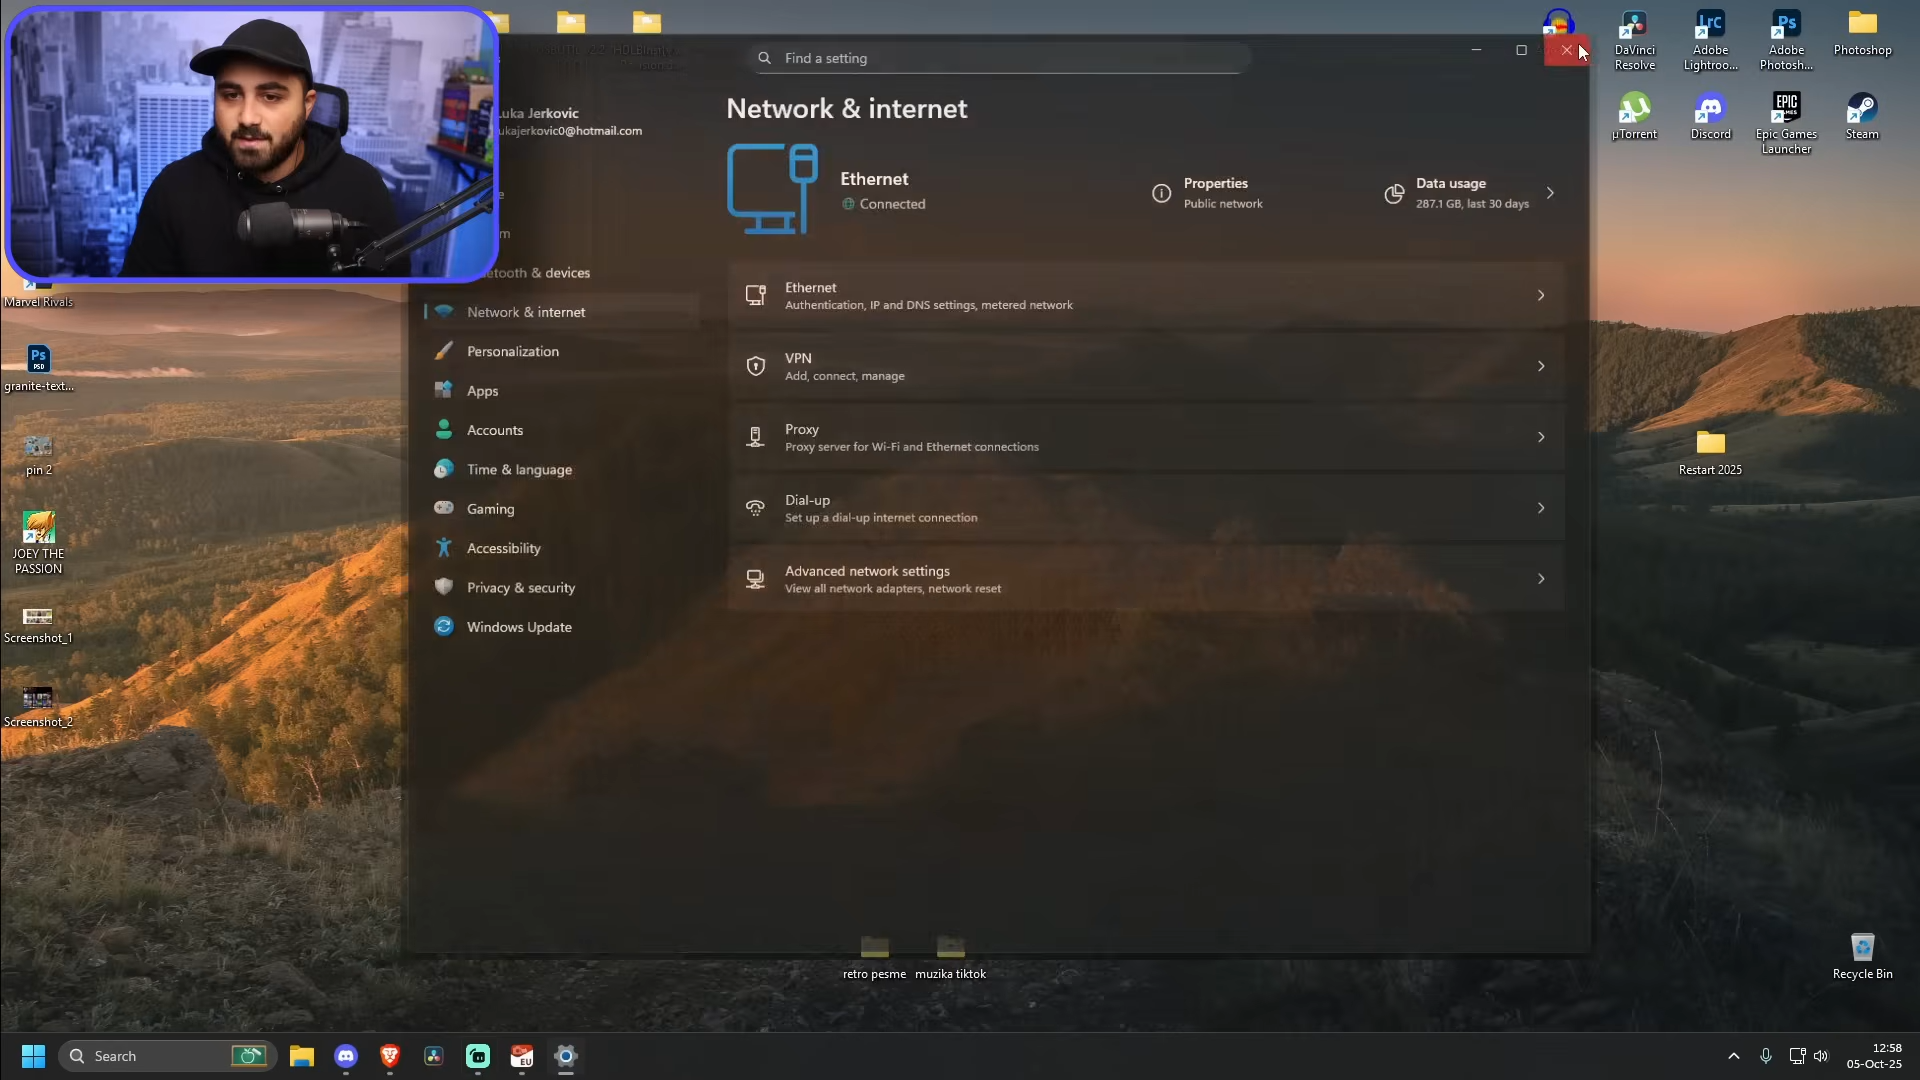 Find a setting
Luka Jerkovic
lukajerkovic0@hotmail.com
Network & internet
Ethernet
Connected
Properties
Public network
Data usage
287.1 GB, last 30 days
Ethernet
Authentication, IP and DNS settings, metered network
VPN
Add, connect, manage
Proxy
Proxy server for Wi-Fi and Ethernet connections
Dial-up
Set up a dial-up internet connection
Advanced network settings
View all network adapters, network reset
Network & internet
Personalization
Apps
Accounts
Time & language
Gaming
Accessibility
Privacy & security
Windows Update
DaVinci
Resolve
Adobe
Lightroo...
Adobe
Photosh...
Photoshop
µTorrent
Discord
Epic Games
Launcher
Steam
Restart 2025
Recycle Bin
Marvel Rivals
granite-text...
pin 2
JOEY THE
PASSION
Screenshot_1
Screenshot_2
retro pesme
muzika tiktok
Search
12:58
05-Oct-25